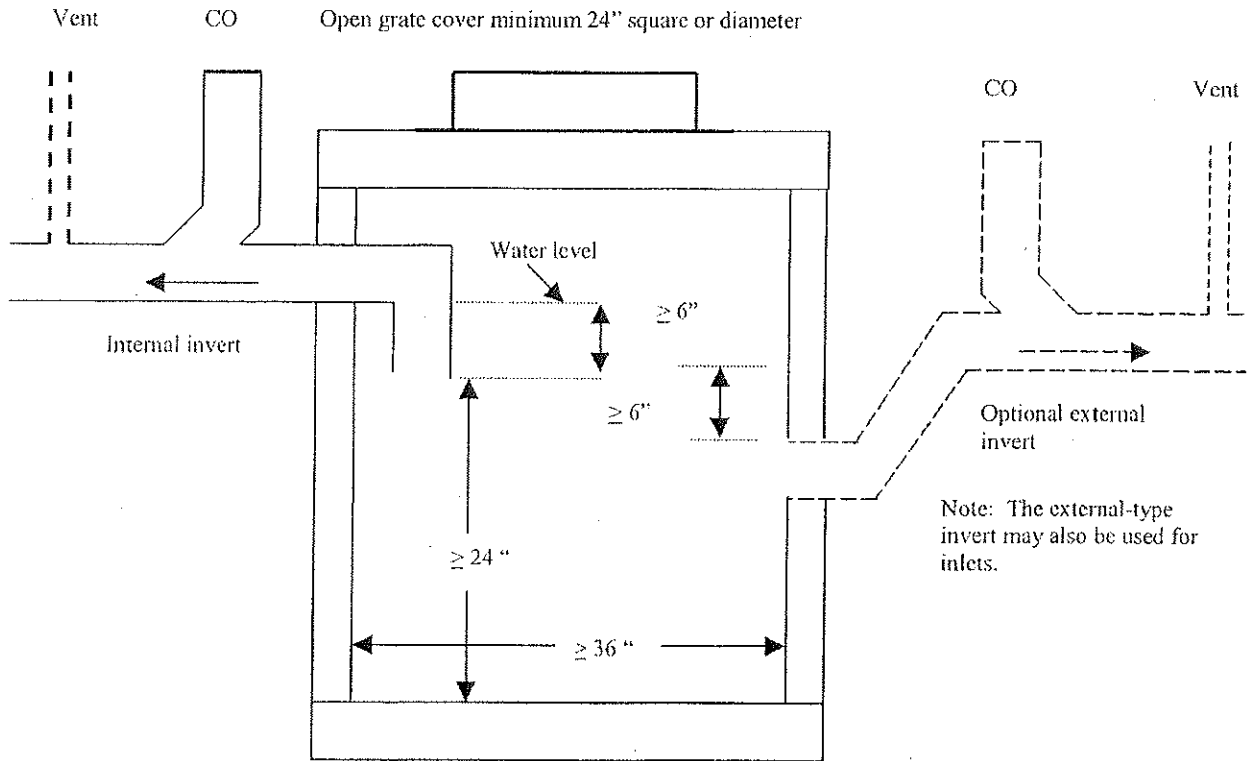 Vent CO Open grate cover minimum 24” square or diameter
CO Vent
Water level
≥ 6”
Internal invert
≥ 6”
Optional external
invert
Note: The external-type
invert may also be used for
inlets.
≥ 24 “
≥ 36 “